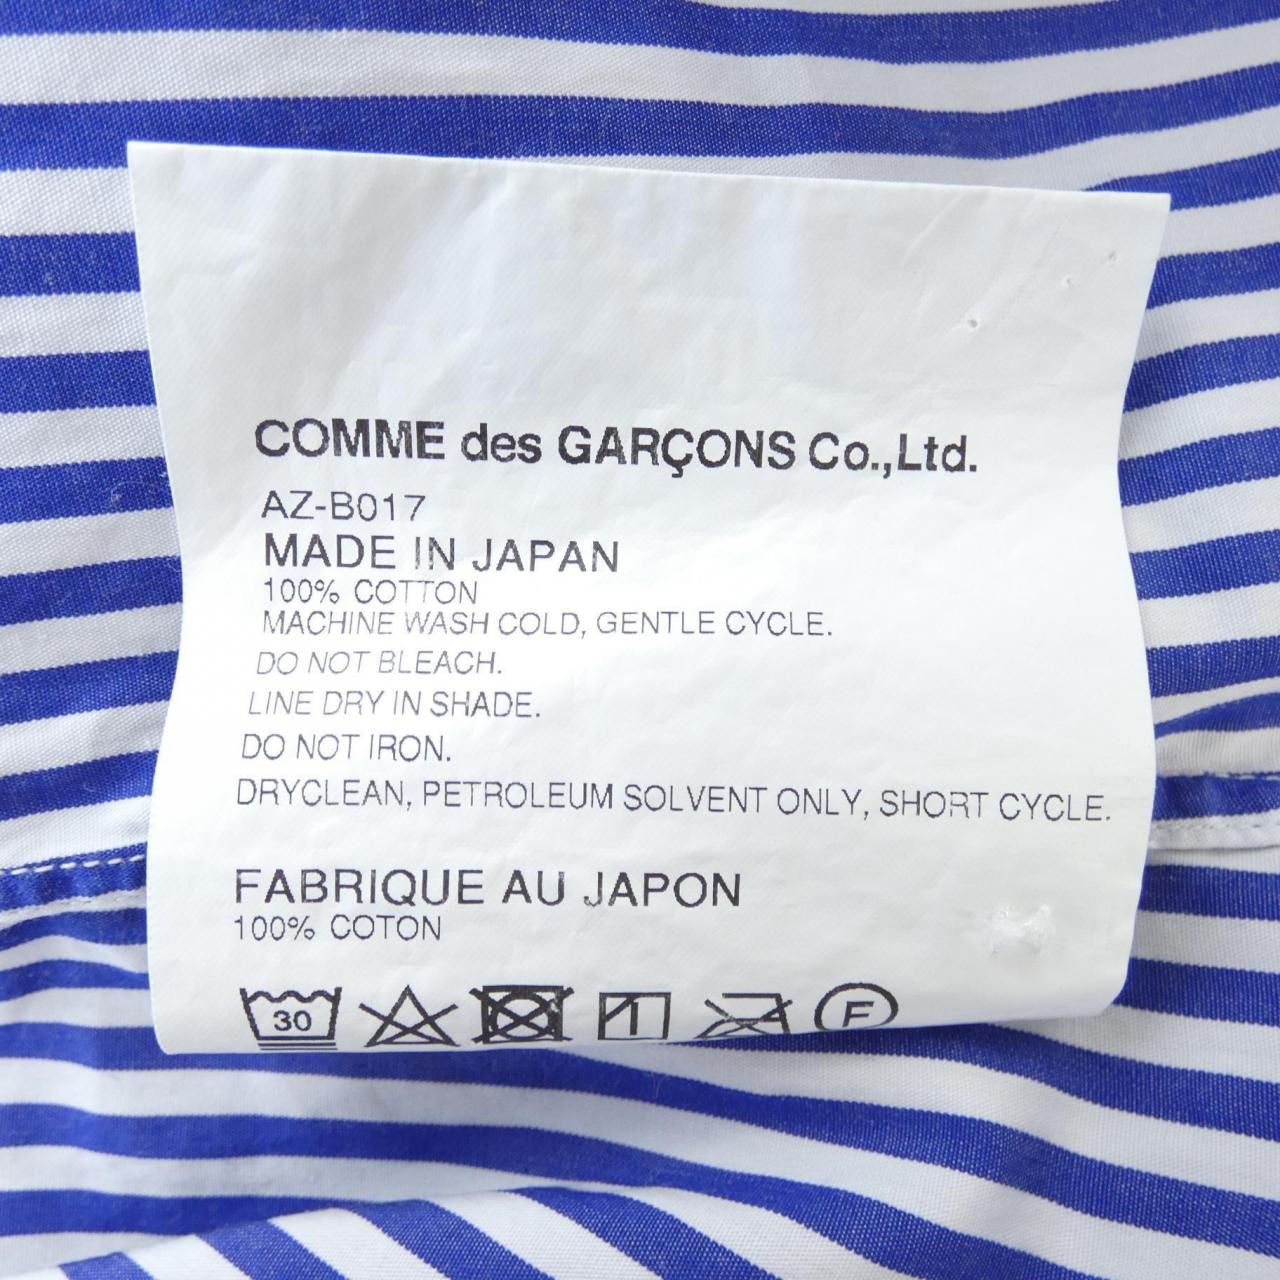 COMME des GARÇONS Co.,Ltd.
AZ-B017
MADE IN JAPAN
100% COTTON
MACHINE WASH COLD, GENTLE CYCLE.
DO NOT BLEACH.
LINE DRY IN SHADE.
DO NOT IRON.
DRYCLEAN, PETROLEUM SOLVENT ONLY, SHORT CYCLE.
FABRIQUE AU JAPON
100% COTON
30 F